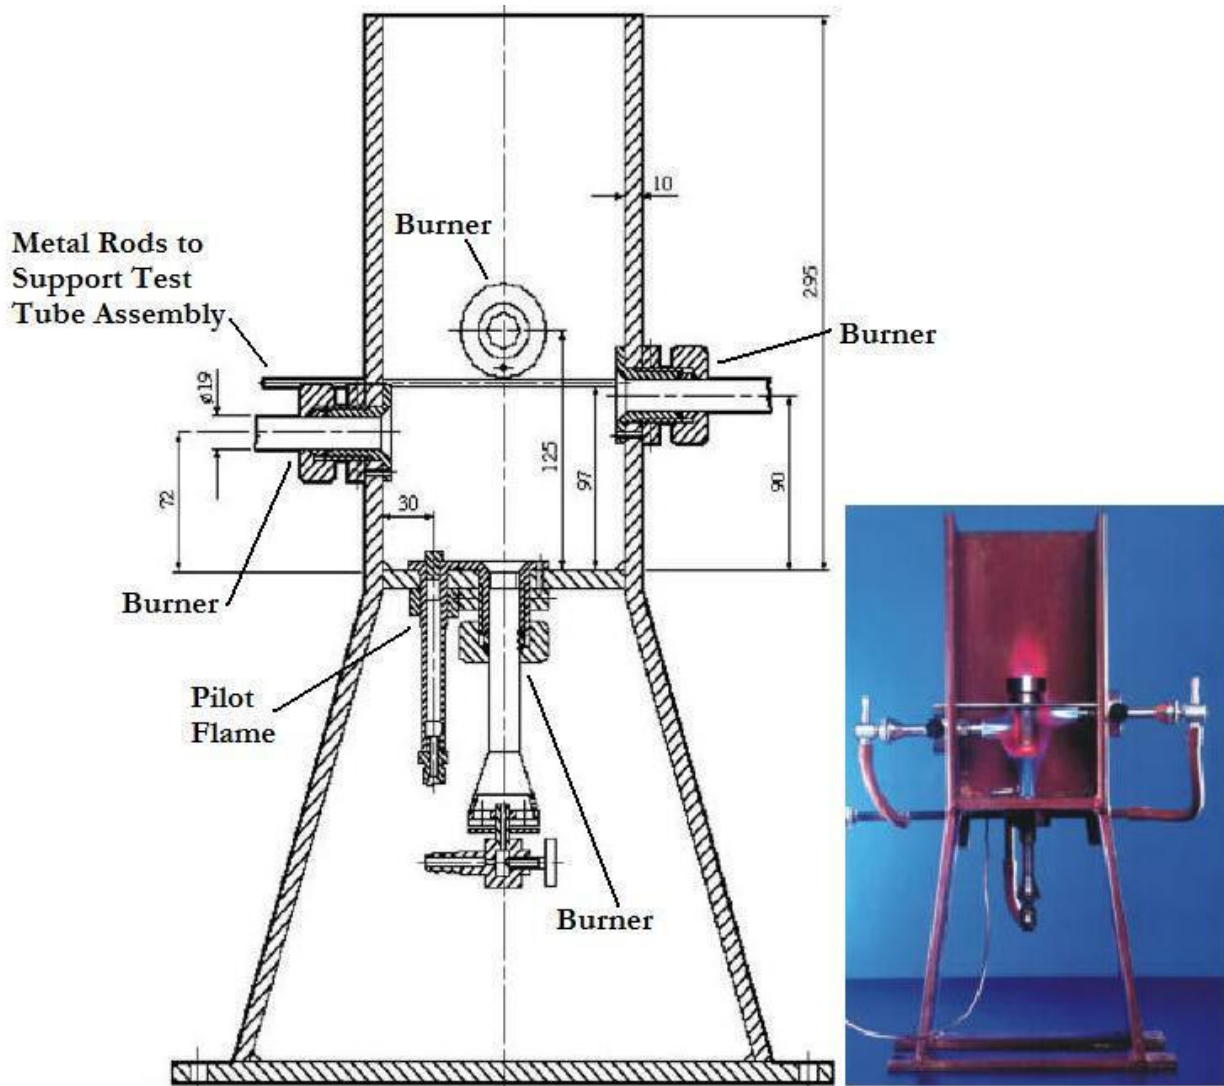 Burner
Metal Rods to
Support Test
Tube Assembly
10
295
Burner
ø19
125
97
90
72
30
Burner
Pilot
Flame
Burner